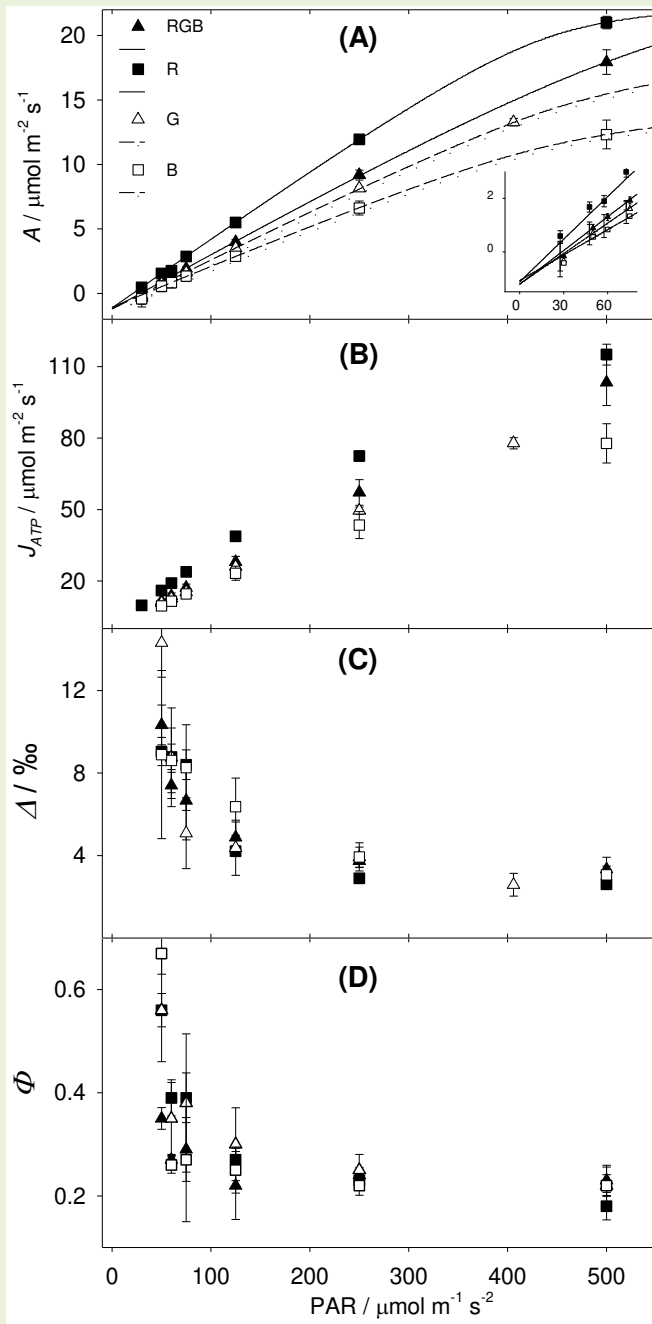 (A)
RGB
R
G
B
20
15
10
5
0
A / μmol m⁻² s⁻¹
2
0
0 30 60
(B)
110
80
50
20
J_ATP / μmol m⁻² s⁻¹
(C)
12
8
4
Δ / ‰
(D)
0.6
0.4
0.2
Φ
0 100 200 300 400 500
PAR / μmol m⁻¹ s⁻²